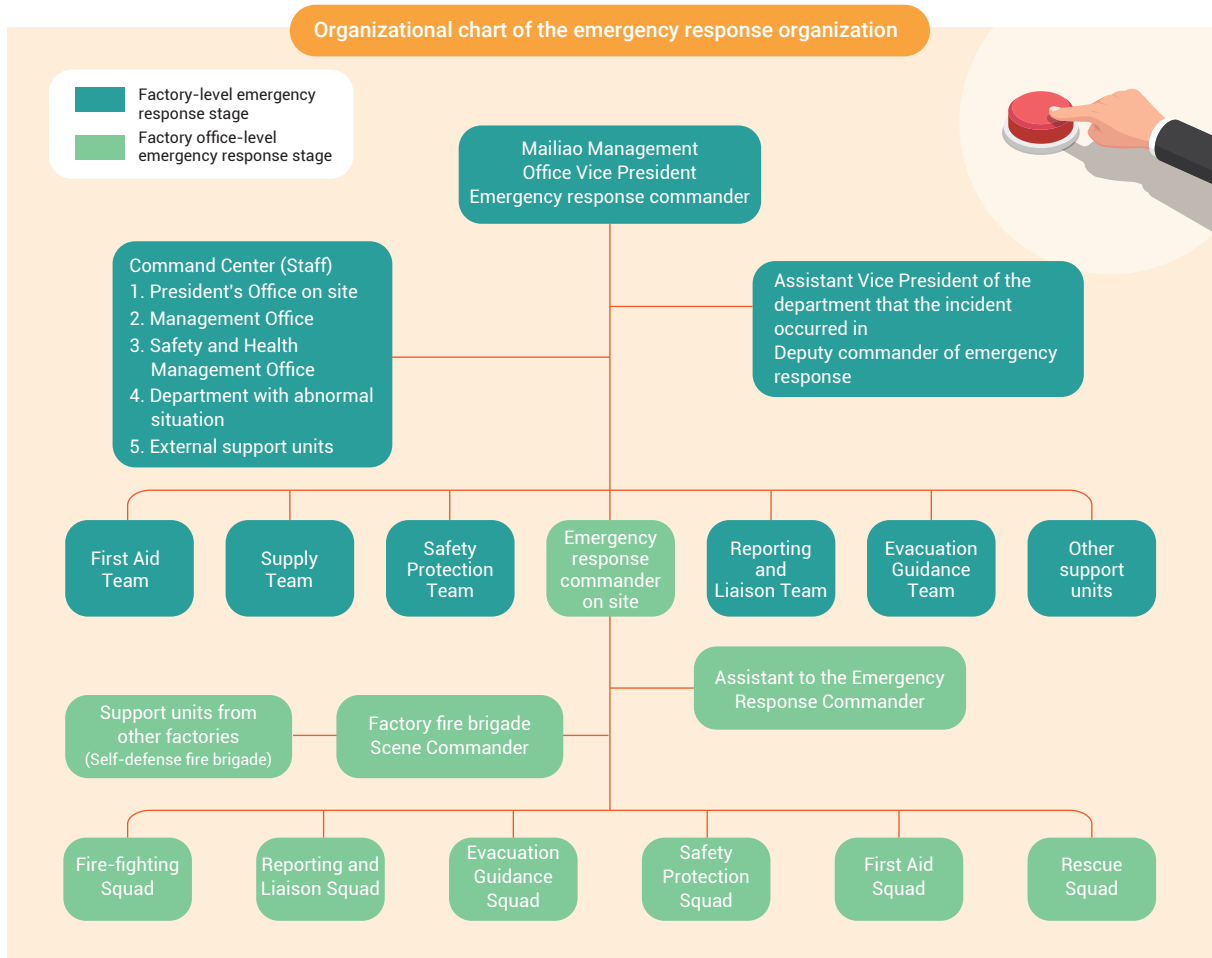 Organizational chart of the emergency response organization
Factory-level emergency
response stage
Factory office-level
emergency response stage
Mailiao Management
Office Vice President
Emergency response commander
Command Center (Staff)
1. President's Office on site
2. Management Office
3. Safety and Health
Management Office
4. Department with abnormal
situation
5. External support units
Assistant Vice President of the
department that the incident
occurred in
Deputy commander of emergency
response
First Aid
Team
Supply
Team
Safety
Protection
Team
Emergency
response
commander
on site
Reporting
and
Liaison Team
Evacuation
Guidance
Team
Other
support
units
Assistant to the Emergency
Response Commander
Support units from
other factories
(Self-defense fire brigade)
Factory fire brigade
Scene Commander
Fire-fighting
Squad
Reporting and
Liaison Squad
Evacuation
Guidance
Squad
Safety
Protection
Squad
First Aid
Squad
Rescue
Squad